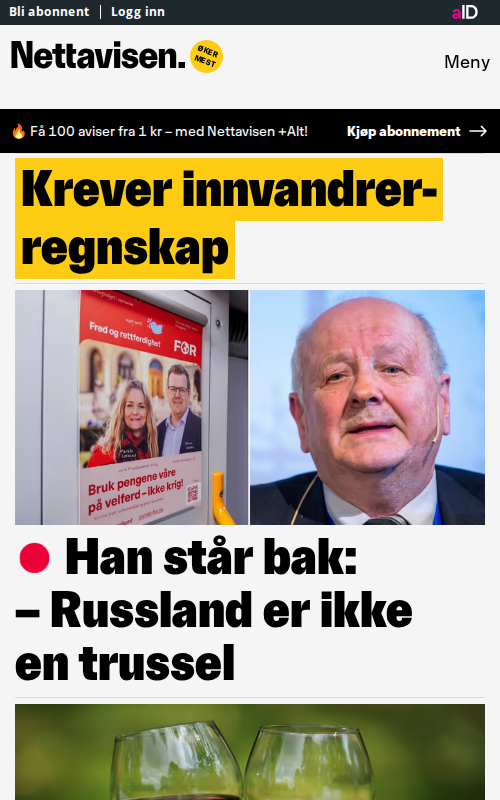 Bli abonnent
Logg inn
aID
Nettavisen.
ØKER
MEST
Meny
🔥 Få 100 aviser fra 1 kr – med Nettavisen +Alt!
Kjøp abonnement →
Krever innvandrer-
regnskap
Fred og rettferdighet
FOR
Bruk pengene våre
på velferd – ikke krig!
Han står bak:
– Russland er ikke
en trussel